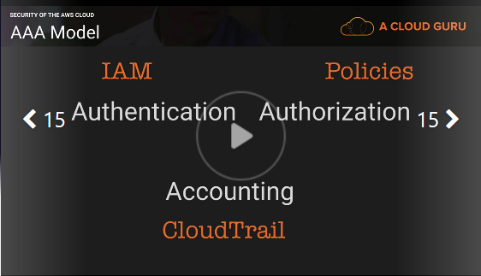 SECURITY OF THE AWS CLOUD
AAA Model
A CLOUD GURU
IAM
Policies
Authentication
Authorization
15
15
Accounting
CloudTrail